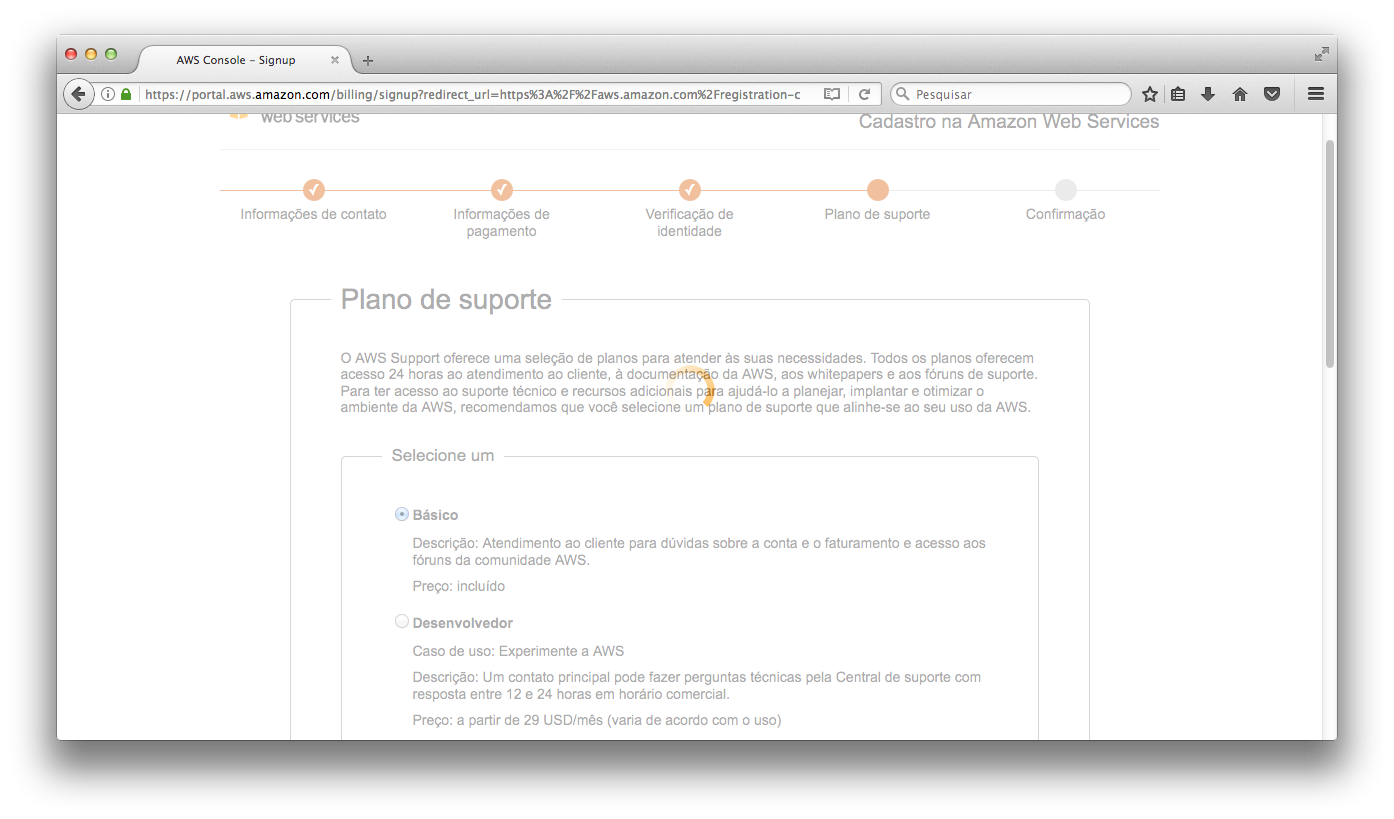 AWS Console – Signup
https://portal.aws.amazon.com/billing/signup?redirect_url=https%3A%2F%2Faws.amazon.com%2Fregistration-c
Pesquisar
web services
Cadastro na Amazon Web Services
Informações de contato
Informações de
pagamento
Verificação de
identidade
Plano de suporte
Confirmação
Plano de suporte
O AWS Support oferece uma seleção de planos para atender às suas necessidades. Todos os planos oferecem
acesso 24 horas ao atendimento ao cliente, à documentação da AWS, aos whitepapers e aos fóruns de suporte.
Para ter acesso ao suporte técnico e recursos adicionais para ajudá-lo a planejar, implantar e otimizar o
ambiente da AWS, recomendamos que você selecione um plano de suporte que alinhe-se ao seu uso da AWS.
Selecione um
Básico
Descrição: Atendimento ao cliente para dúvidas sobre a conta e o faturamento e acesso aos
fóruns da comunidade AWS.
Preço: incluído
Desenvolvedor
Caso de uso: Experimente a AWS
Descrição: Um contato principal pode fazer perguntas técnicas pela Central de suporte com
resposta entre 12 e 24 horas em horário comercial.
Preço: a partir de 29 USD/mês (varia de acordo com o uso)